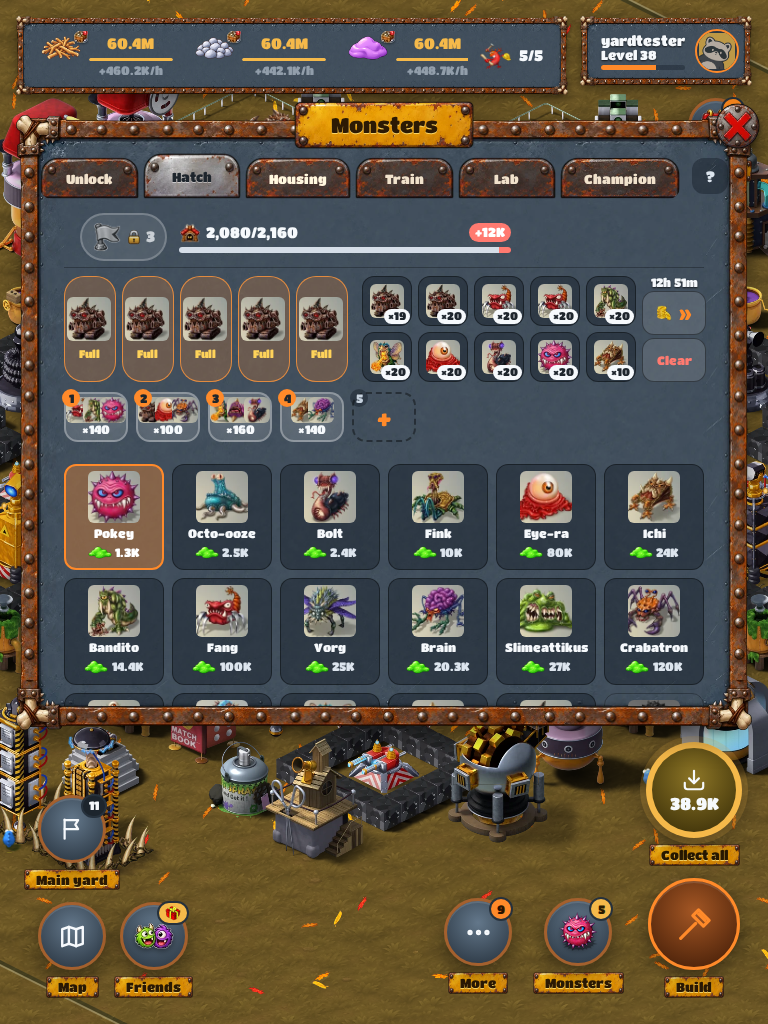 60.4M
+460.2K/h
60.4M
+442.1K/h
60.4M
+448.7K/h
5/5
yardtester
Level 38
Monsters
Unlock
Hatch
Housing
Train
Lab
Champion
?
3
2,080/2,160
+12K
Full
Full
Full
Full
Full
×19
×20
×20
×20
×20
12h 51m
×20
×20
×20
×20
×10
Clear
1
×140
2
×100
3
×160
4
×140
5
+
Pokey
1.3K
Octo-ooze
2.5K
Bolt
2.4K
Fink
10K
Eye-ra
80K
Ichi
24K
Bandito
14.4K
Fang
100K
Vorg
25K
Brain
20.3K
Slimeattikus
27K
Crabatron
120K
MATCH
BOOK
11
Main yard
38.9K
Collect all
Map
Friends
9
More
5
Monsters
Build